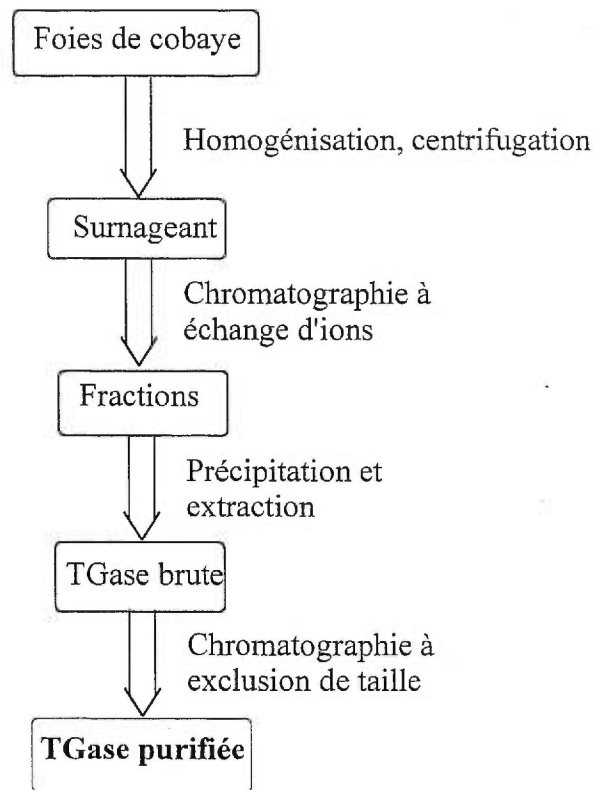 Foies de cobaye
Homogénisation, centrifugation
Surnageant
Chromatographie à
échange d'ions
Fractions
Précipitation et
extraction
TGase brute
Chromatographie à
exclusion de taille
TGase purifiée